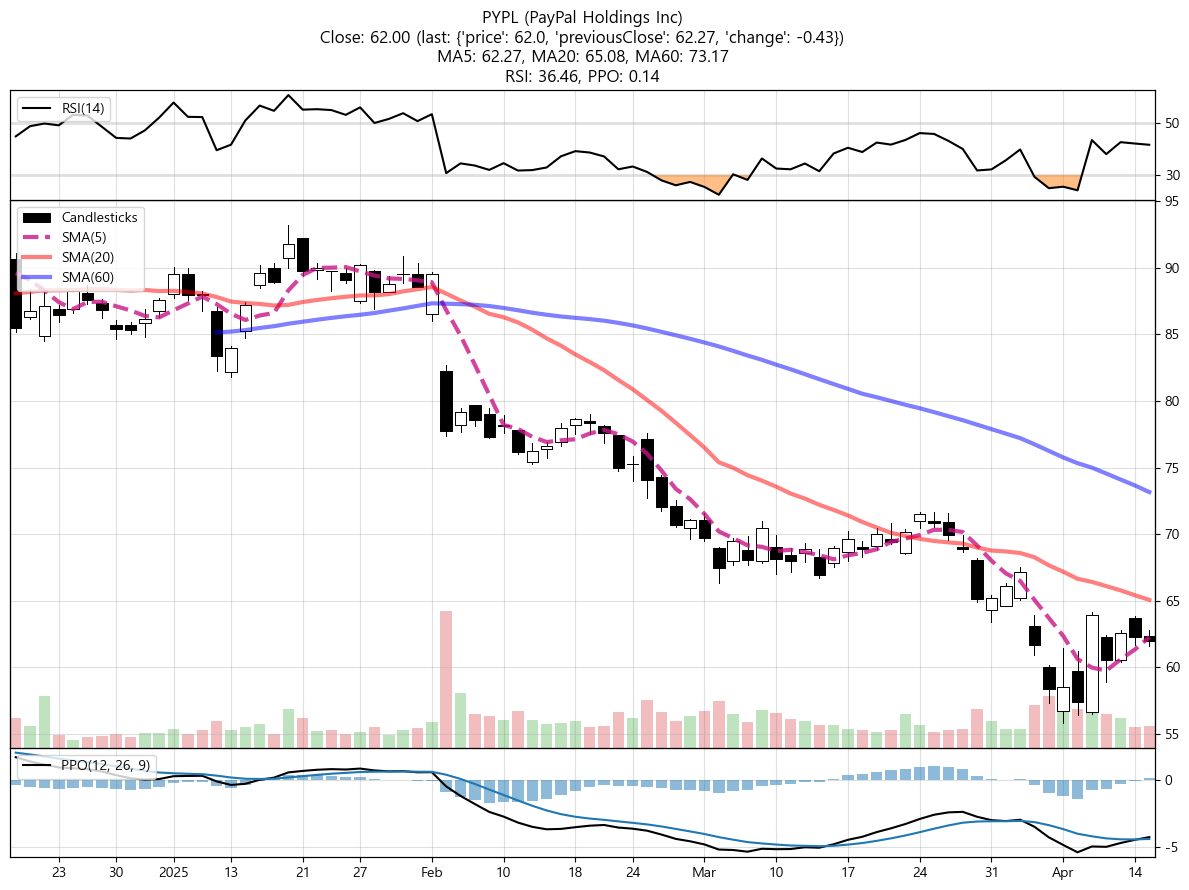 PYPL (PayPal Holdings Inc)
Close: 62.00 (last: {'price': 62.0, 'previousClose': 62.27, 'change': -0.43})
MA5: 62.27, MA20: 65.08, MA60: 73.17
RSI: 36.46, PPO: 0.14
RSI(14)
50
30
95
Candlesticks
SMA(5)
SMA(20)
SMA(60)
90
85
80
75
70
65
60
55
PPO(12, 26, 9)
0
-5
23 30 2025 13 21 27 Feb 10 18 24 Mar 10 17 24 31 Apr 14